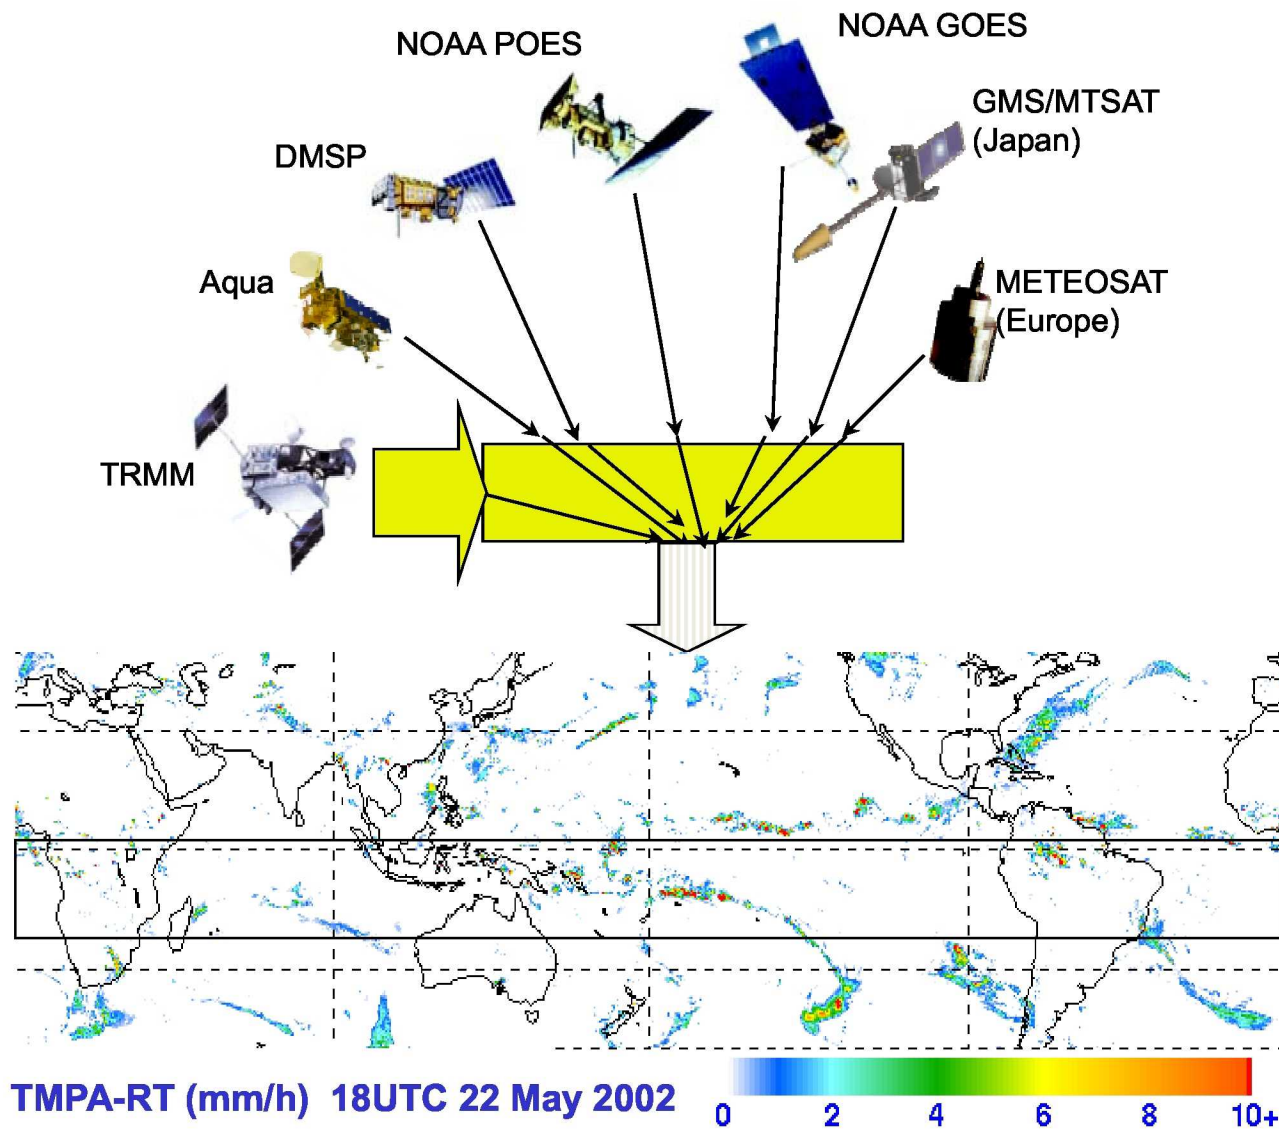 NOAA POES
NOAA GOES
GMS/MTSAT
(Japan)
DMSP
Aqua
METEOSAT
(Europe)
TRMM
TMPA-RT (mm/h) 18UTC 22 May 2002
0 2 4 6 8 10+